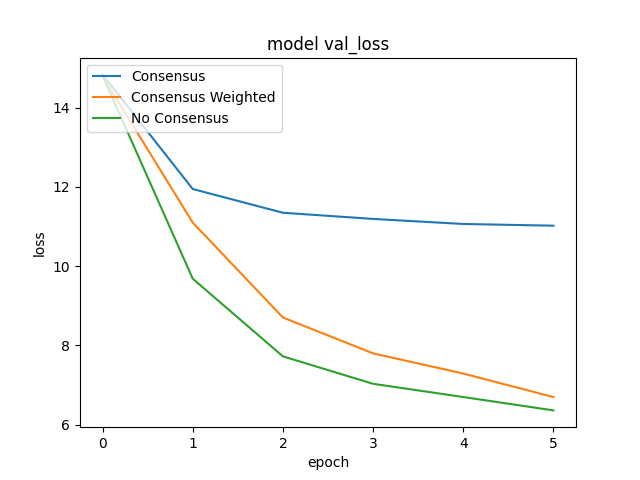 model val_loss
Consensus
Consensus Weighted
No Consensus
14
12
10
8
6
loss
0 1 2 3 4 5
epoch